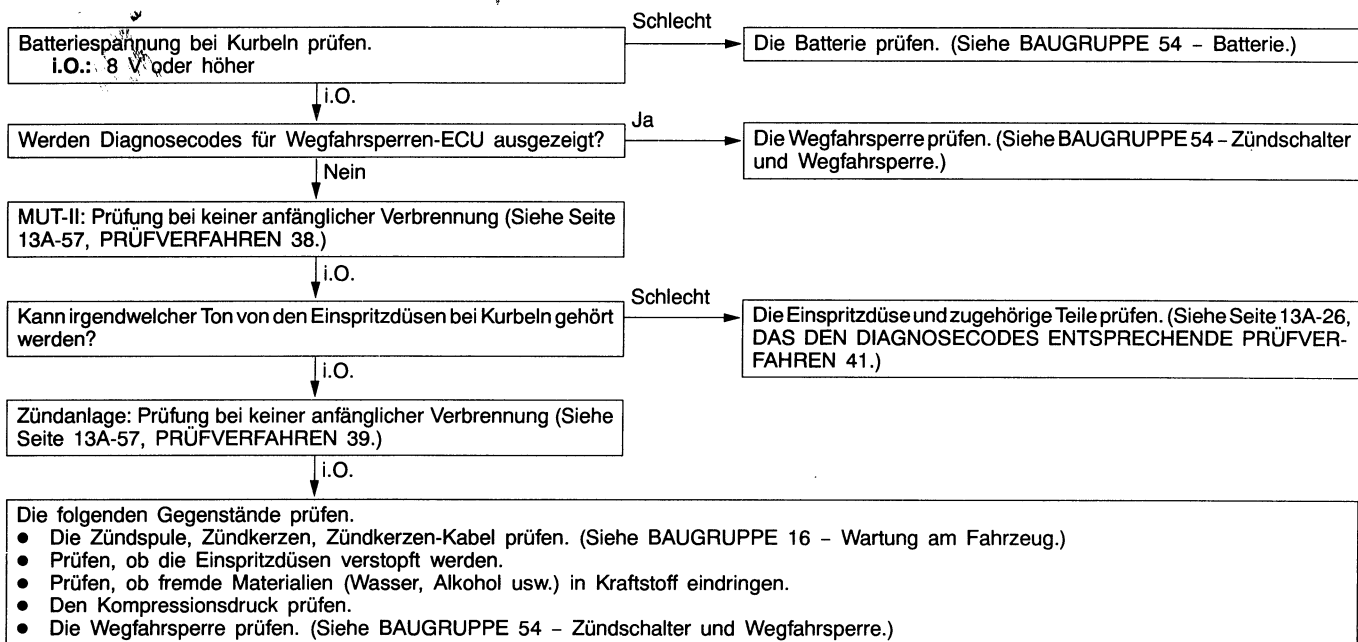 Schlecht
Batteriespannung bei Kurbeln prüfen.
i.O.: 8 V oder höher
Die Batterie prüfen. (Siehe BAUGRUPPE 54 – Batterie.)
i.O.
Werden Diagnosecodes für Wegfahrsperren-ECU ausgezeigt?
Ja
Die Wegfahrsperre prüfen. (Siehe BAUGRUPPE 54 – Zündschalter
und Wegfahrsperre.)
Nein
MUT-II: Prüfung bei keiner anfänglicher Verbrennung (Siehe Seite
13A-57, PRÜFVERFAHREN 38.)
i.O.
Kann irgendwelcher Ton von den Einspritzdüsen bei Kurbeln gehört
werden?
Schlecht
Die Einspritzdüse und zugehörige Teile prüfen. (Siehe Seite 13A-26,
DAS DEN DIAGNOSECODES ENTSPRECHENDE PRÜFVER-
FAHREN 41.)
i.O.
Zündanlage: Prüfung bei keiner anfänglicher Verbrennung (Siehe
Seite 13A-57, PRÜFVERFAHREN 39.)
i.O.
Die folgenden Gegenstände prüfen.
● Die Zündspule, Zündkerzen, Zündkerzen-Kabel prüfen. (Siehe BAUGRUPPE 16 – Wartung am Fahrzeug.)
● Prüfen, ob die Einspritzdüsen verstopft werden.
● Prüfen, ob fremde Materialien (Wasser, Alkohol usw.) in Kraftstoff eindringen.
● Den Kompressionsdruck prüfen.
● Die Wegfahrsperre prüfen. (Siehe BAUGRUPPE 54 – Zündschalter und Wegfahrsperre.)